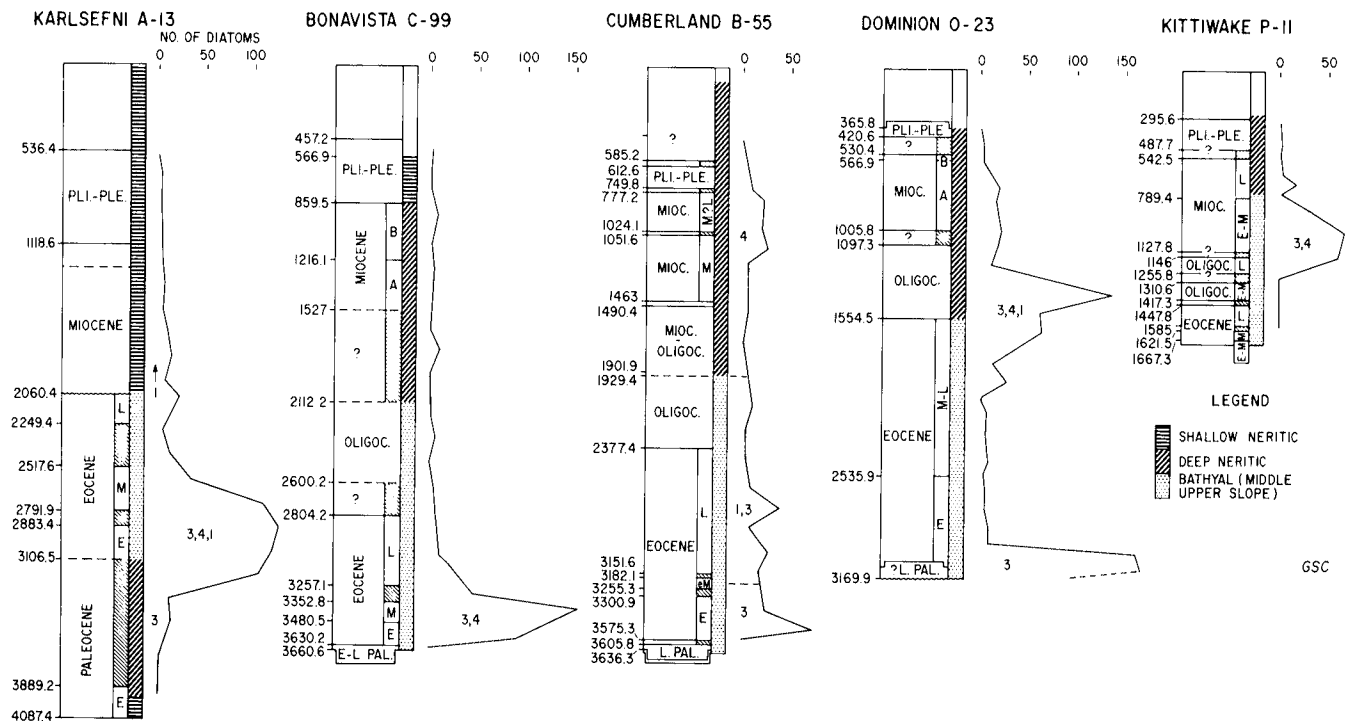 KARLSEFNI A-13
NO. OF DIATOMS
0 50 100
536.4
PLI.-PLE.
1118.6
MIOCENE
2060.4
1
L
2249.4
2517.6
EOCENE
M
2791.9
2883.4
3,4,1
E
3106.5
3
PALEOCENE
3889.2
E
4087.4
BONAVISTA C-99
0 50 100 150
457.2
566.9
PLI.-PLE.
859.5
B
MIOCENE
1216.1
A
1527
?
2112.2
OLIGOC.
2600.2
?
2804.2
L
EOCENE
3257.1
3352.8
M
3480.5
3,4
E
3630.2
3660.6
E-L PAL.
CUMBERLAND B-55
0 50
?
585.2
612.6
PLI.-PLE.
749.8
777.2
MIOC.
M?L
1024.1
4
1051.6
MIOC.
M
1463
1490.4
MIOC.
OLIGOC.
1901.9
1929.4
OLIGOC.
2377.4
L
1,3
EOCENE
3151.6
3182.1
eM
3255.3
3300.9
E
3
3575.3
3605.8
3636.3
L. PAL.
DOMINION O-23
0 50 100 150
365.8
PLI.-PLE
420.6
?
530.4
566.9
B
MIOC.
A
1005.8
?
1097.3
OLIGOC.
3,4,1
1554.5
M-L
EOCENE
2535.9
E
?L. PAL.
3
3169.9
KITTIWAKE P-11
0 50
295.6
PLI.-PLE
487.7
?
542.5
L
789.4
MIOC.
E-M
3,4
1127.8
?
1146
OLIGOC.
L
1255.8
?
1310.6
OLIGOC.
E-M
1417.3
1447.8
L
EOCENE
1585
M
1621.5
E-M
1667.3
LEGEND
SHALLOW NERITIC
DEEP NERITIC
BATHYAL (MIDDLE
UPPER SLOPE)
GSC